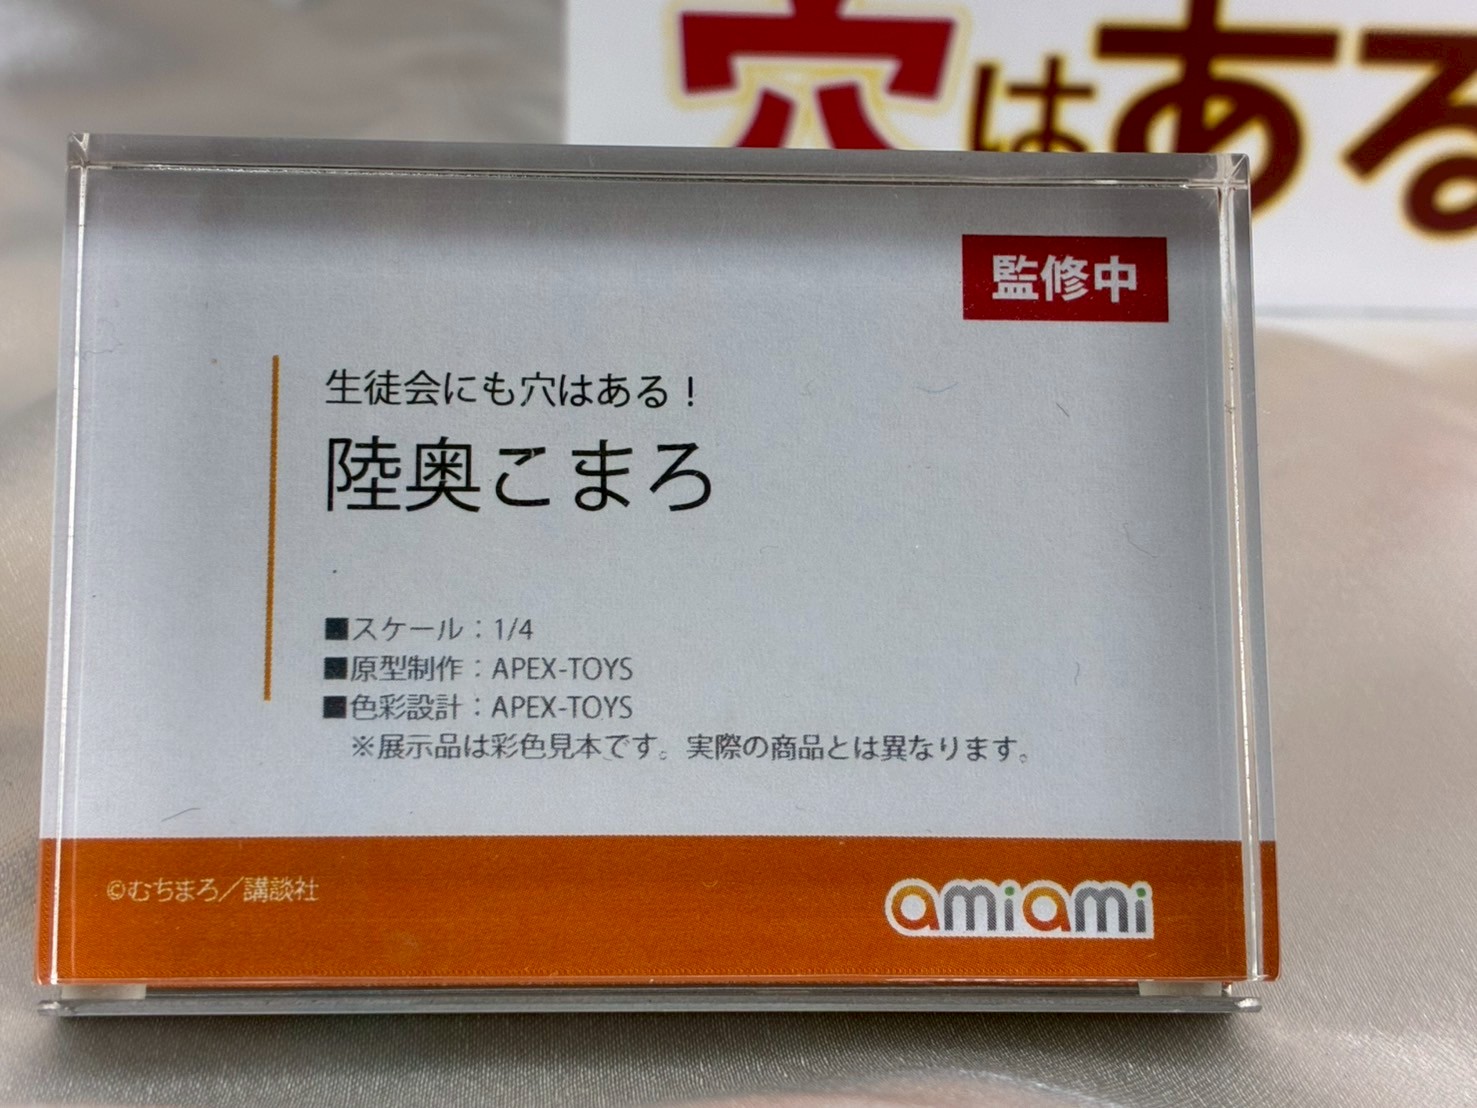 穴はある
監修中
生徒会にも穴はある！
陸奥こまろ
■スケール：1/4
■原型制作：APEX-TOYS
■色彩設計：APEX-TOYS
※展示品は彩色見本です。実際の商品とは異なります。
©むちまろ／講談社
amiami